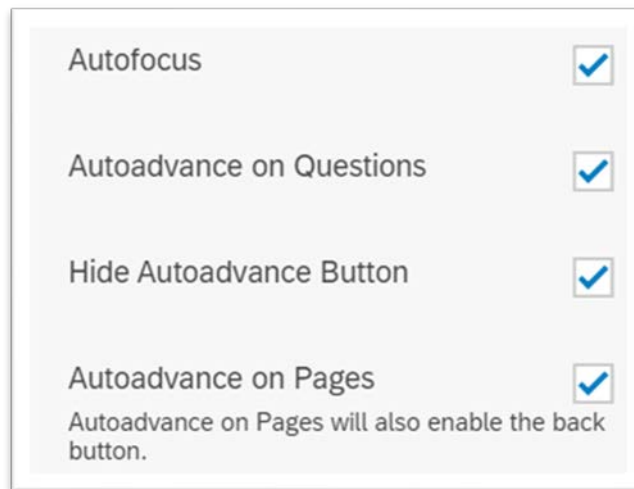 Autofocus
Autoadvance on Questions
Hide Autoadvance Button
Autoadvance on Pages
Autoadvance on Pages will also enable the back
button.